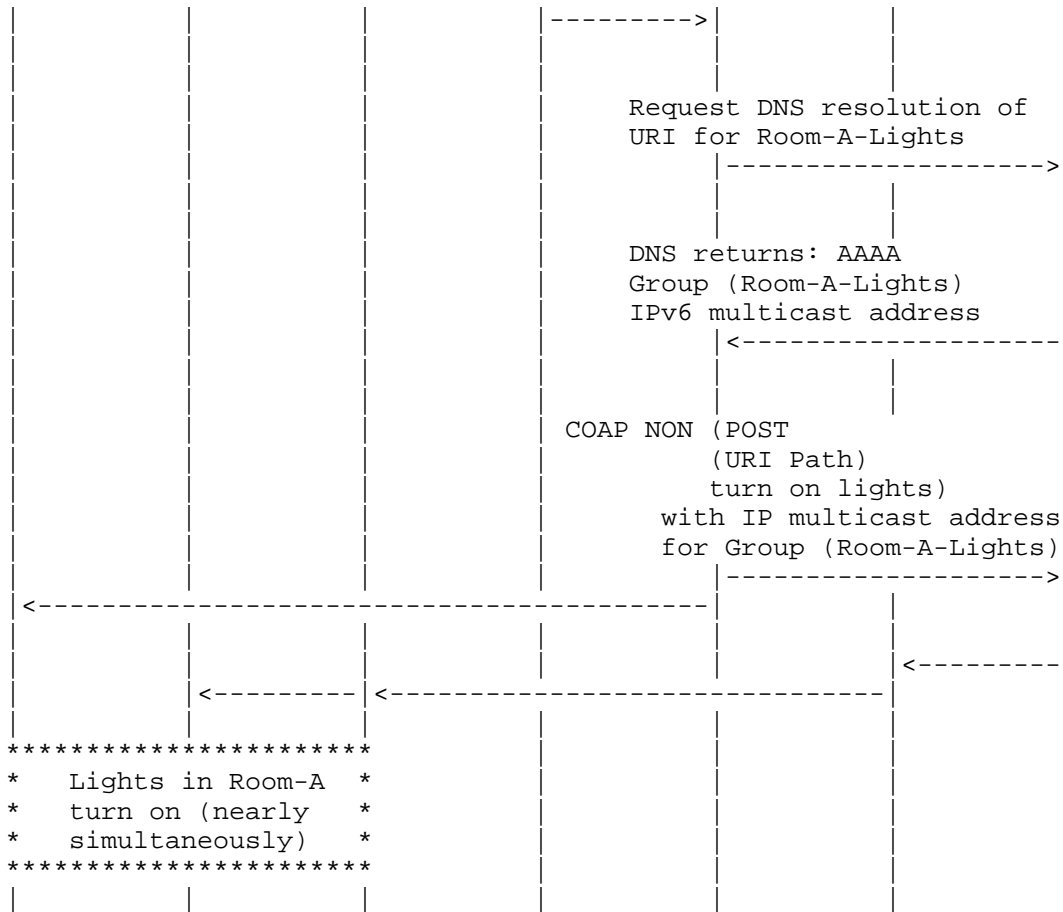 Request DNS resolution of
URI for Room-A-Lights
DNS returns: AAAA
Group (Room-A-Lights)
IPv6 multicast address
COAP NON (POST
(URI Path)
turn on lights)
with IP multicast address
for Group (Room-A-Lights)
Lights in Room-A
turn on (nearly
simultaneously)